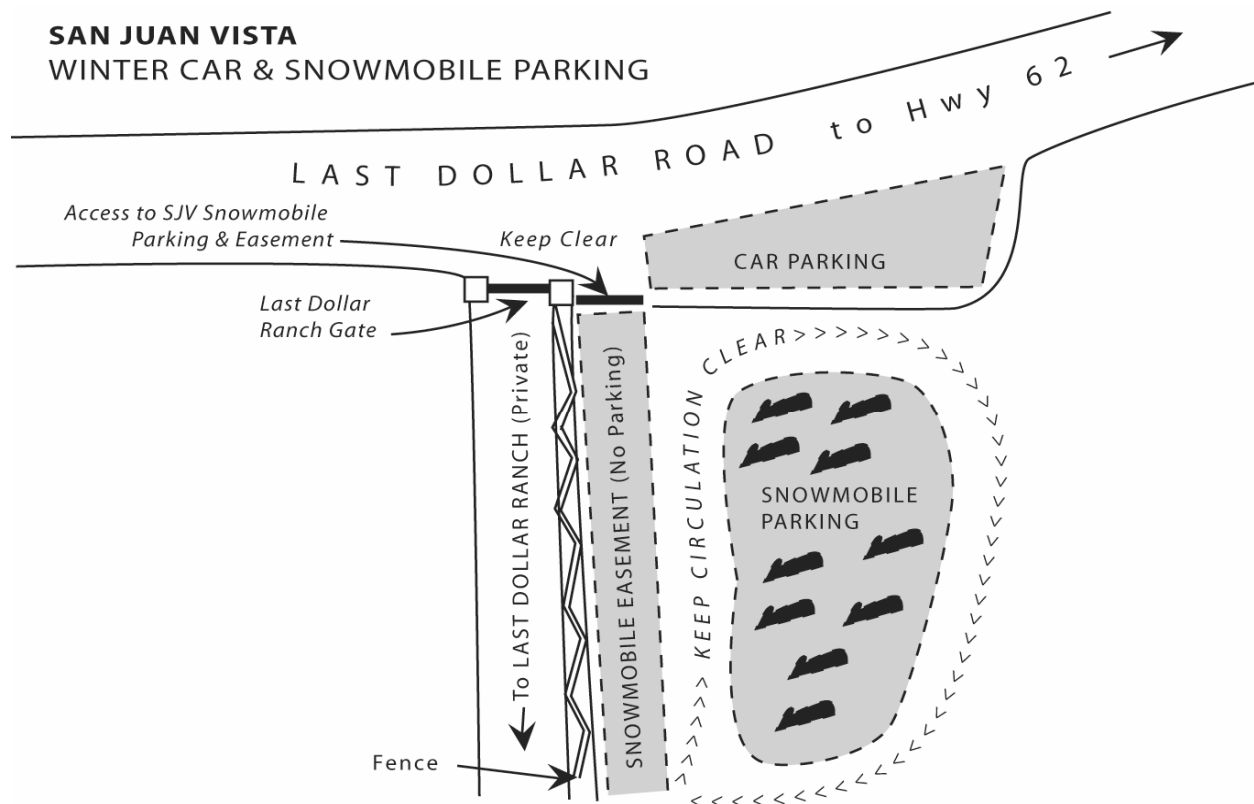 SAN JUAN VISTA
WINTER CAR & SNOWMOBILE PARKING
LAST DOLLAR ROAD to Hwy 62
Access to SJV Snowmobile
Parking & Easement
Keep Clear
CAR PARKING
Last Dollar
Ranch Gate
To LAST DOLLAR RANCH (Private)
SNOWMOBILE EASEMENT (No Parking)
>>>>>> KEEP CIRCULATION CLEAR>>>>>>>>
SNOWMOBILE
PARKING
Fence